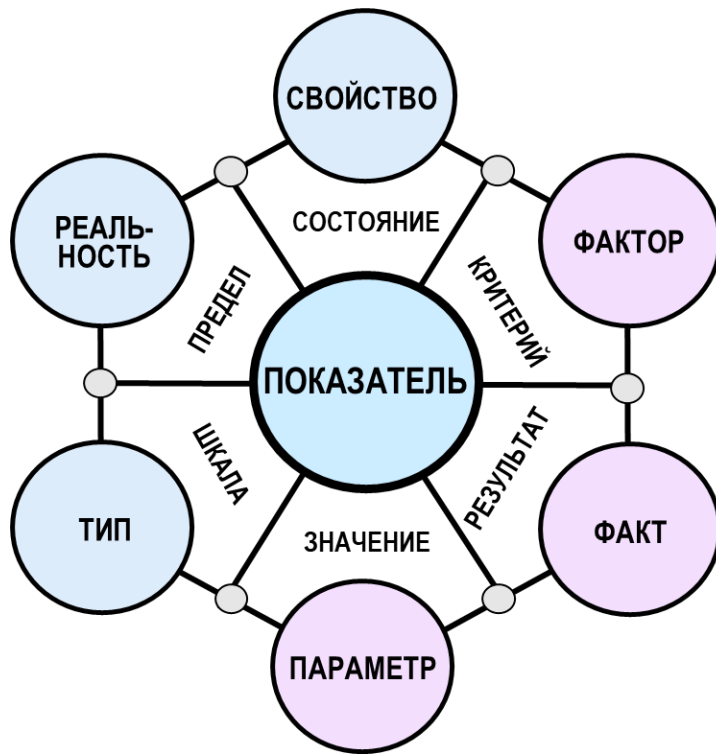 СВОЙСТВО
РЕАЛЬ-
НОСТЬ
СОСТОЯНИЕ
ФАКТОР
ПРЕДЕЛ
КРИТЕРИЙ
ПОКАЗАТЕЛЬ
ШКАЛА
РЕЗУЛЬТАТ
ТИП
ЗНАЧЕНИЕ
ФАКТ
ПАРАМЕТР